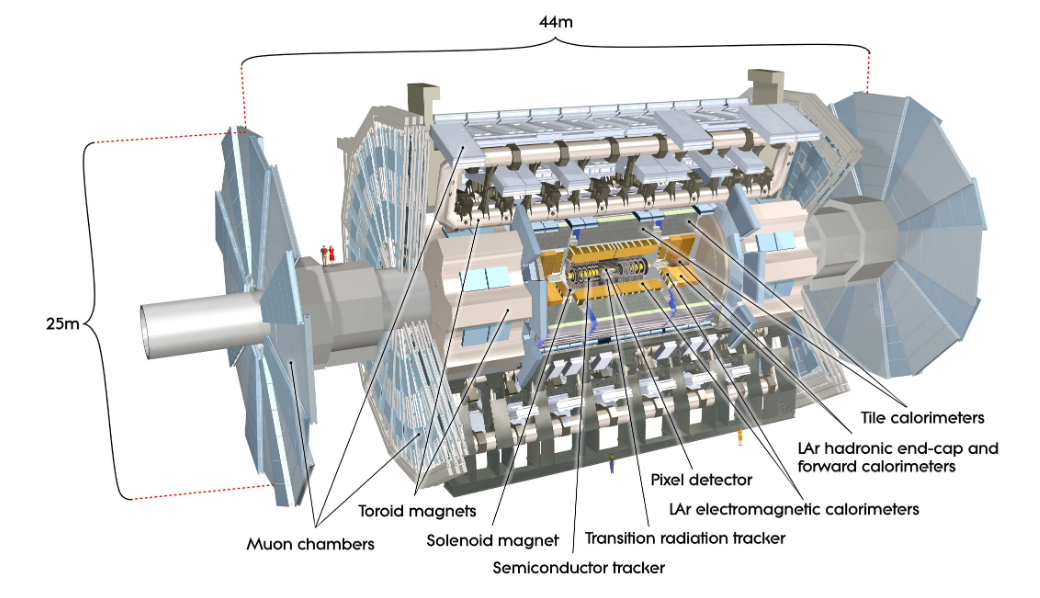 44m
25m
Tile calorimeters
LAr hadronic end-cap and
forward calorimeters
Pixel detector
LAr electromagnetic calorimeters
Toroid magnets
Solenoid magnet
Transition radiation tracker
Muon chambers
Semiconductor tracker